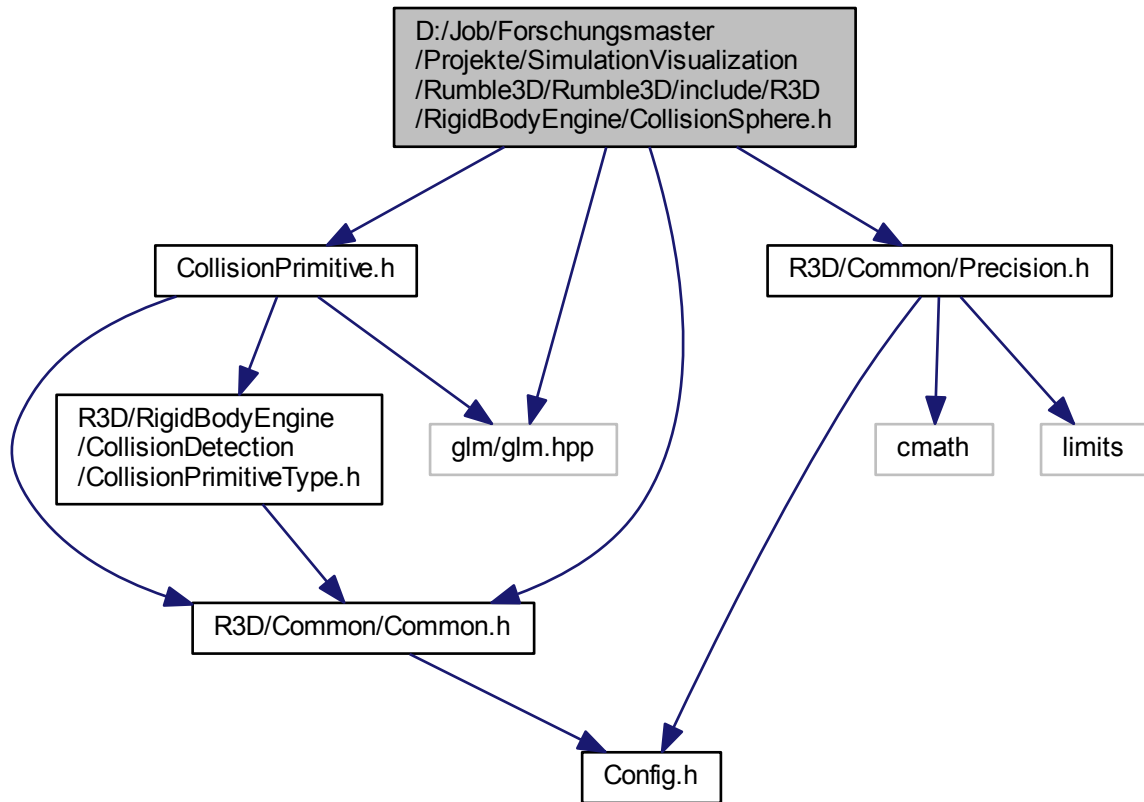 D:/Job/Forschungsmaster
/Projekte/SimulationVisualization
/Rumble3D/Rumble3D/include/R3D
/RigidBodyEngine/CollisionSphere.h
CollisionPrimitive.h
R3D/Common/Precision.h
R3D/RigidBodyEngine
/CollisionDetection
/CollisionPrimitiveType.h
glm/glm.hpp
cmath
limits
R3D/Common/Common.h
Config.h